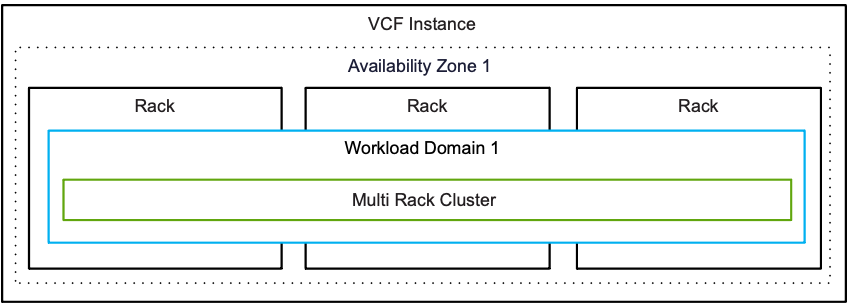 VCF Instance
Availability Zone 1
Rack
Rack
Rack
Workload Domain 1
Multi Rack Cluster